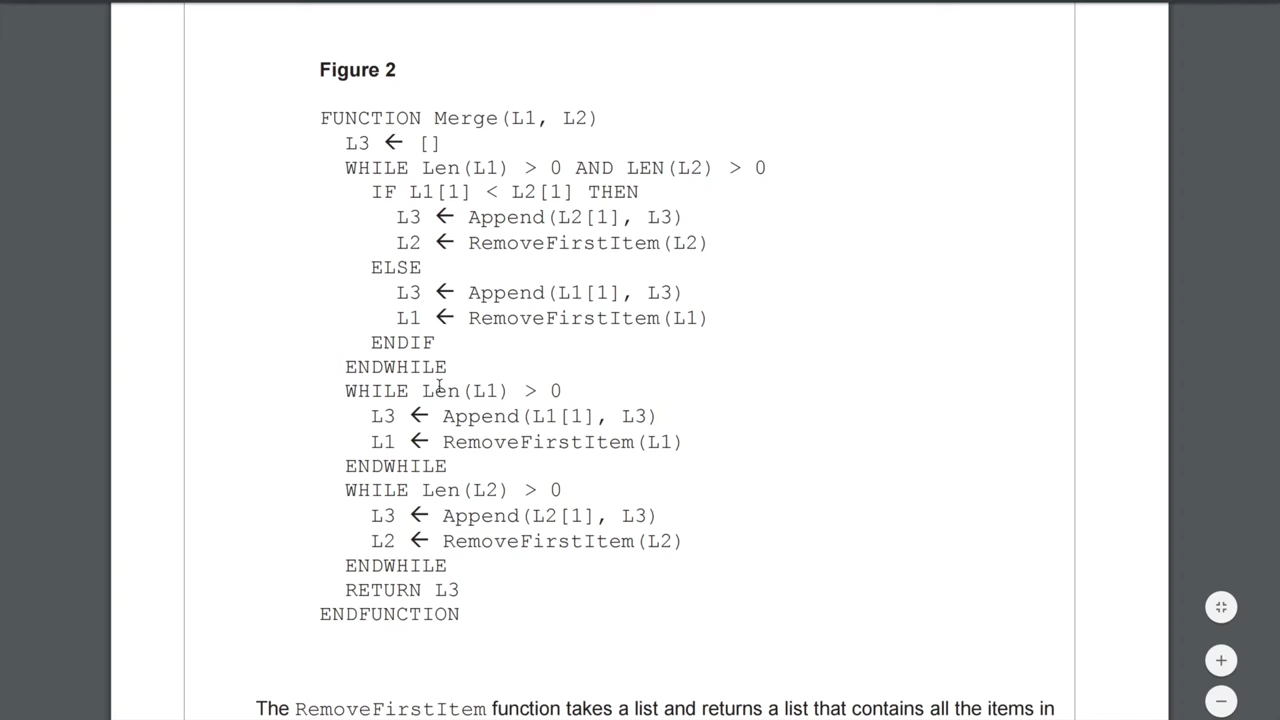 Figure 2
FUNCTION Merge(L1, L2)
L3 ← []
WHILE Len(L1) > 0 AND LEN(L2) > 0
IF L1[1] < L2[1] THEN
L3 ← Append(L2[1], L3)
L2 ← RemoveFirstItem(L2)
ELSE
L3 ← Append(L1[1], L3)
L1 ← RemoveFirstItem(L1)
ENDIF
ENDWHILE
WHILE Len(L1) > 0
L3 ← Append(L1[1], L3)
L1 ← RemoveFirstItem(L1)
ENDWHILE
WHILE Len(L2) > 0
L3 ← Append(L2[1], L3)
L2 ← RemoveFirstItem(L2)
ENDWHILE
RETURN L3
ENDFUNCTION
The RemoveFirstItem function takes a list and returns a list that contains all the items in